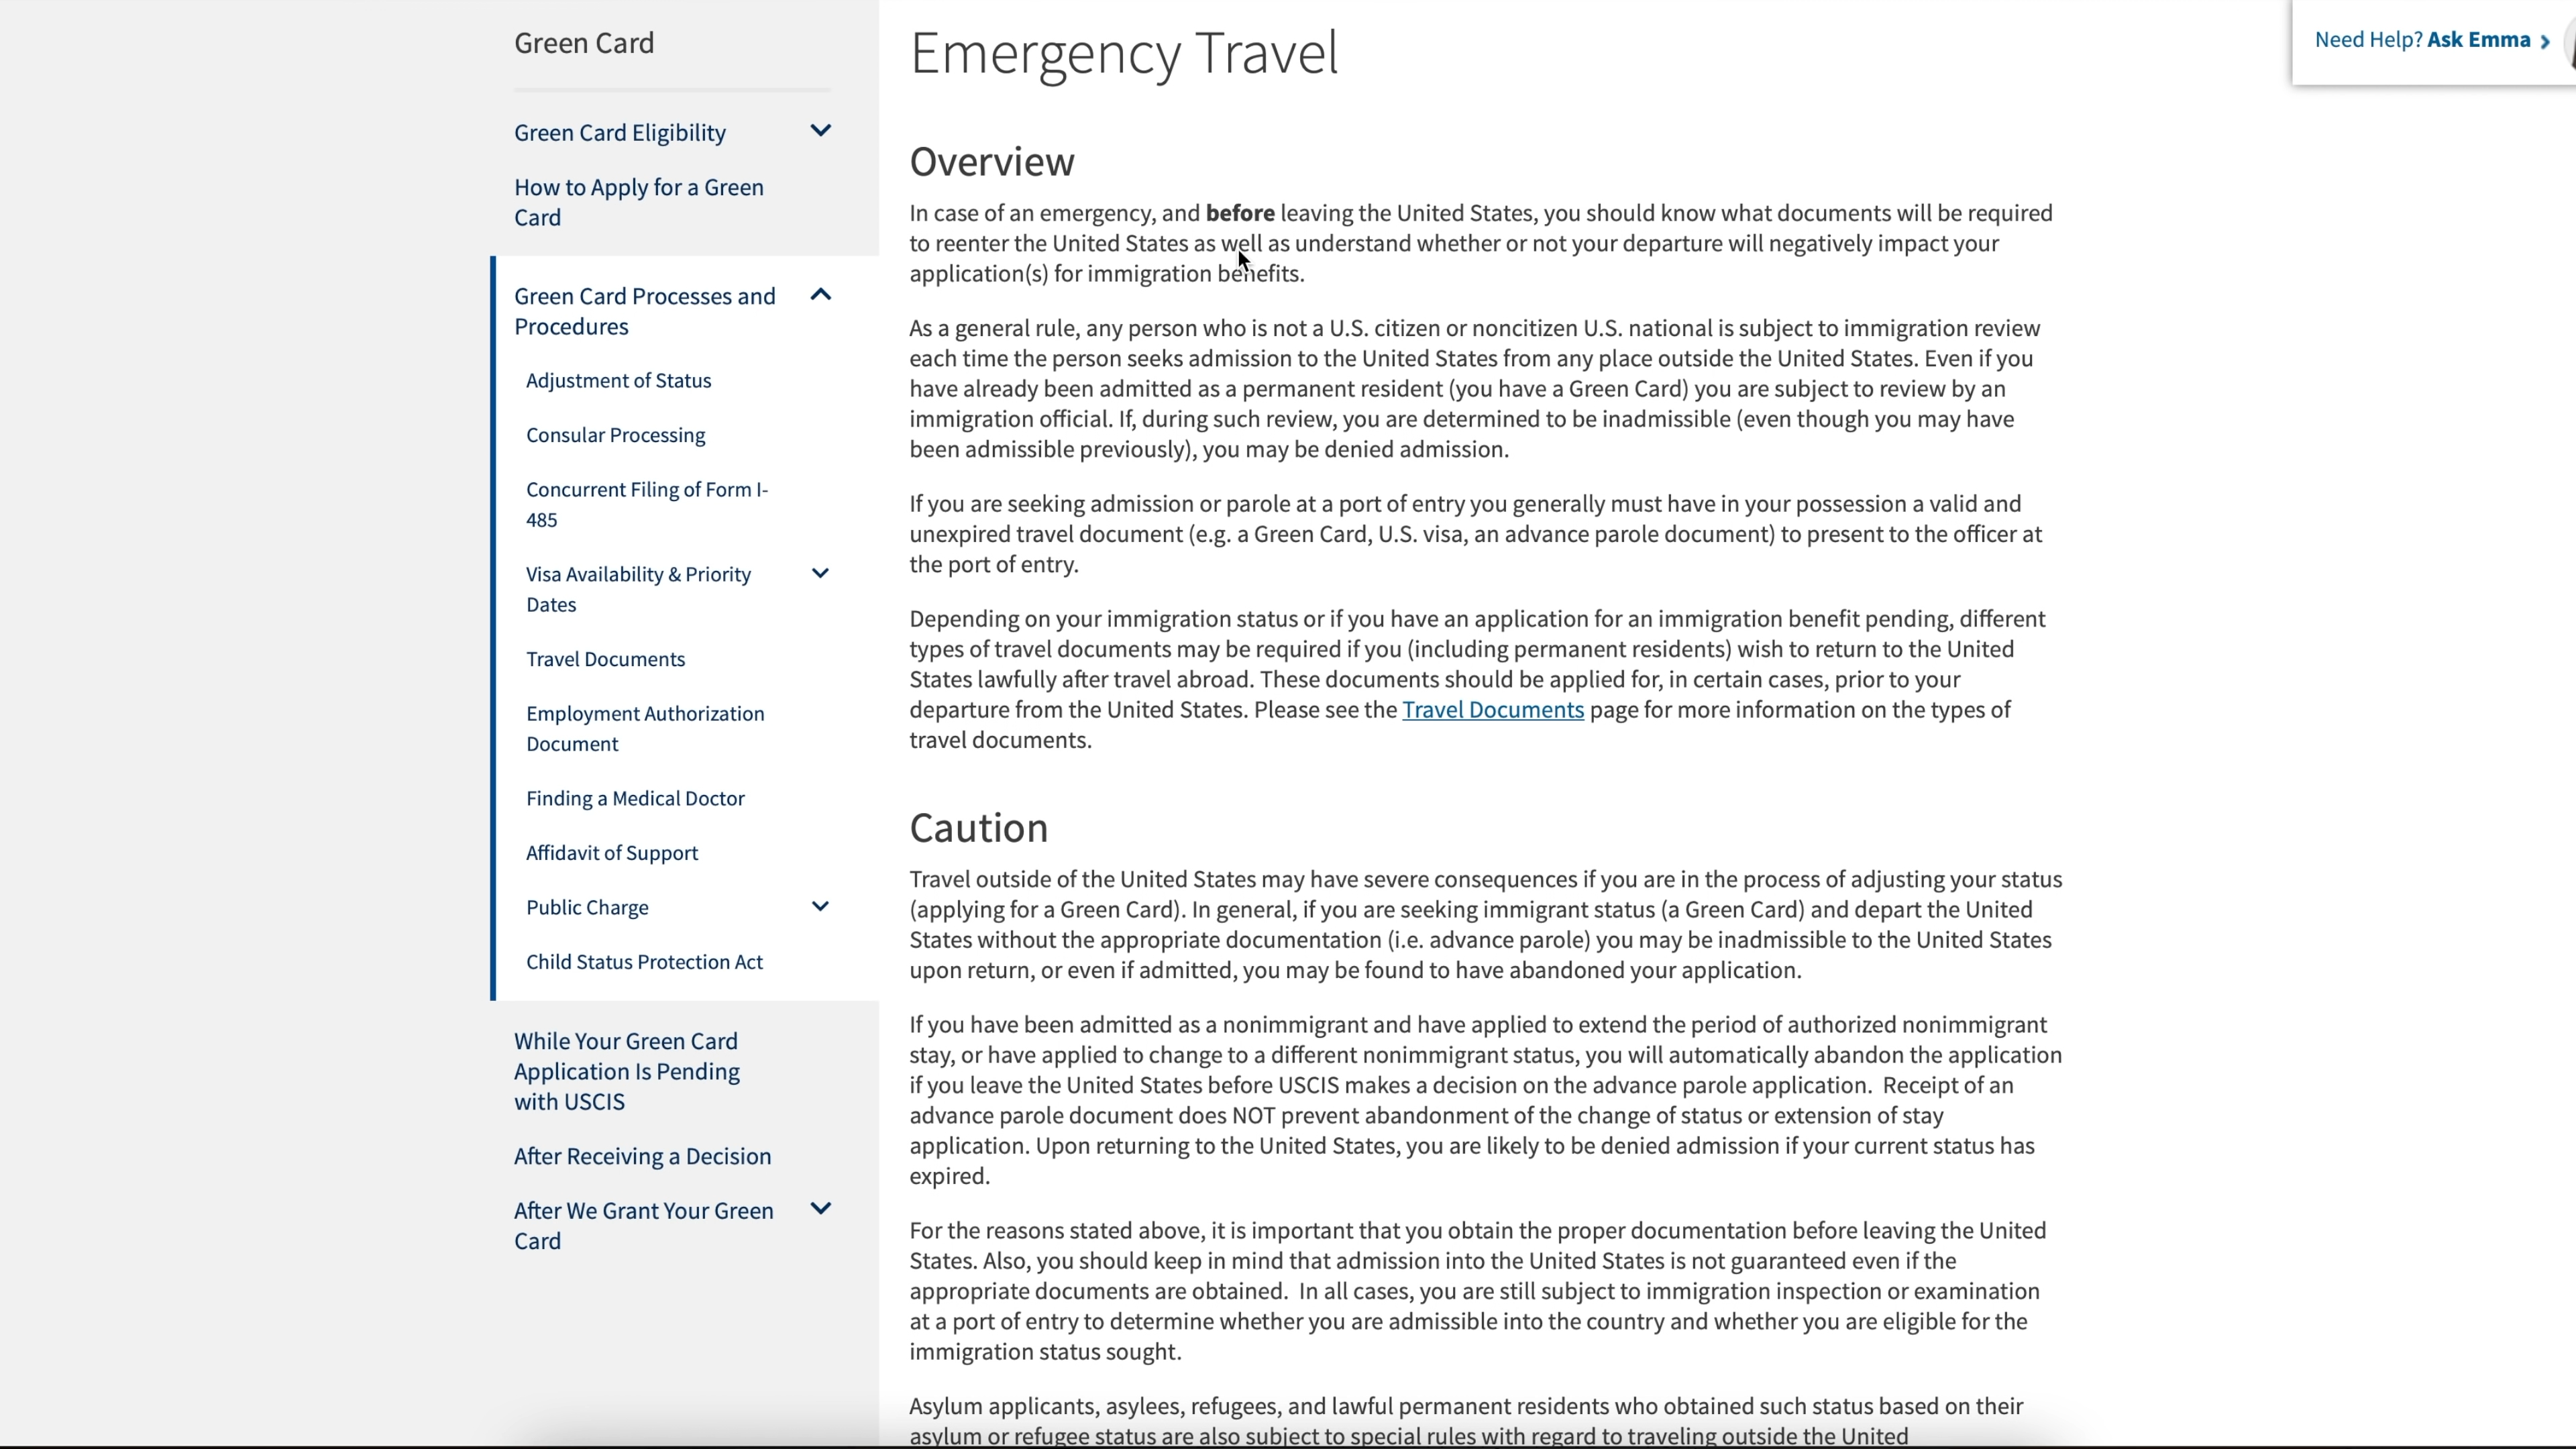 Green Card
Green Card Eligibility
How to Apply for a Green
Card
Green Card Processes and
Procedures
Adjustment of Status
Consular Processing
Concurrent Filing of Form I-
485
Visa Availability & Priority
Dates
Travel Documents
Employment Authorization
Document
Finding a Medical Doctor
Affidavit of Support
Public Charge
Child Status Protection Act
While Your Green Card
Application Is Pending
with USCIS
After Receiving a Decision
After We Grant Your Green
Card
Emergency Travel
Overview
In case of an emergency, and before leaving the United States, you should know what documents will be required
to reenter the United States as well as understand whether or not your departure will negatively impact your
application(s) for immigration benefits.
As a general rule, any person who is not a U.S. citizen or noncitizen U.S. national is subject to immigration review
each time the person seeks admission to the United States from any place outside the United States. Even if you
have already been admitted as a permanent resident (you have a Green Card) you are subject to review by an
immigration official. If, during such review, you are determined to be inadmissible (even though you may have
been admissible previously), you may be denied admission.
If you are seeking admission or parole at a port of entry you generally must have in your possession a valid and
unexpired travel document (e.g. a Green Card, U.S. visa, an advance parole document) to present to the officer at
the port of entry.
Depending on your immigration status or if you have an application for an immigration benefit pending, different
types of travel documents may be required if you (including permanent residents) wish to return to the United
States lawfully after travel abroad. These documents should be applied for, in certain cases, prior to your
departure from the United States. Please see the Travel Documents page for more information on the types of
travel documents.
Caution
Travel outside of the United States may have severe consequences if you are in the process of adjusting your status
(applying for a Green Card). In general, if you are seeking immigrant status (a Green Card) and depart the United
States without the appropriate documentation (i.e. advance parole) you may be inadmissible to the United States
upon return, or even if admitted, you may be found to have abandoned your application.
If you have been admitted as a nonimmigrant and have applied to extend the period of authorized nonimmigrant
stay, or have applied to change to a different nonimmigrant status, you will automatically abandon the application
if you leave the United States before USCIS makes a decision on the advance parole application.  Receipt of an
advance parole document does NOT prevent abandonment of the change of status or extension of stay
application. Upon returning to the United States, you are likely to be denied admission if your current status has
expired.
For the reasons stated above, it is important that you obtain the proper documentation before leaving the United
States. Also, you should keep in mind that admission into the United States is not guaranteed even if the
appropriate documents are obtained.  In all cases, you are still subject to immigration inspection or examination
at a port of entry to determine whether you are admissible into the country and whether you are eligible for the
immigration status sought.
Asylum applicants, asylees, refugees, and lawful permanent residents who obtained such status based on their
asylum or refugee status are also subject to special rules with regard to traveling outside the United
Need Help? Ask Emma